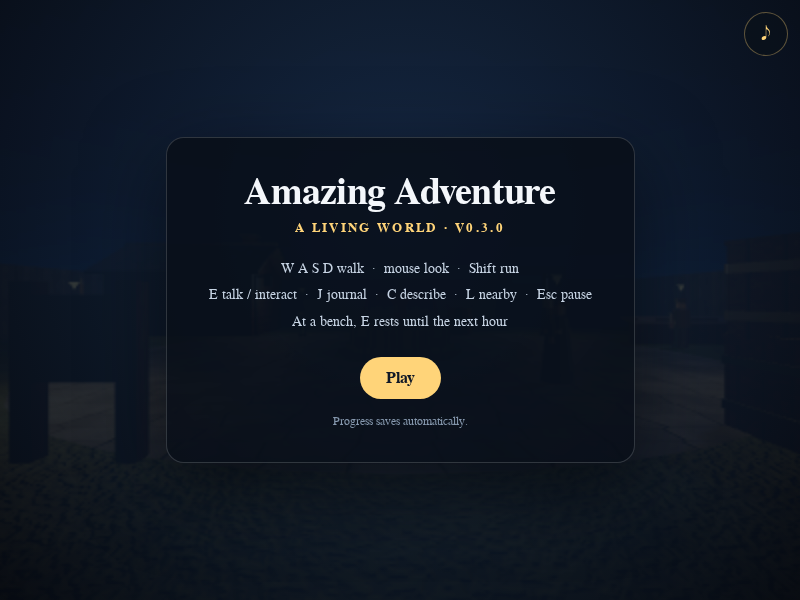 Amazing Adventure
A LIVING WORLD · V0.3.0
W A S D walk · mouse look · Shift run
E talk / interact · J journal · C describe · L nearby · Esc pause
At a bench, E rests until the next hour
Play
Progress saves automatically.